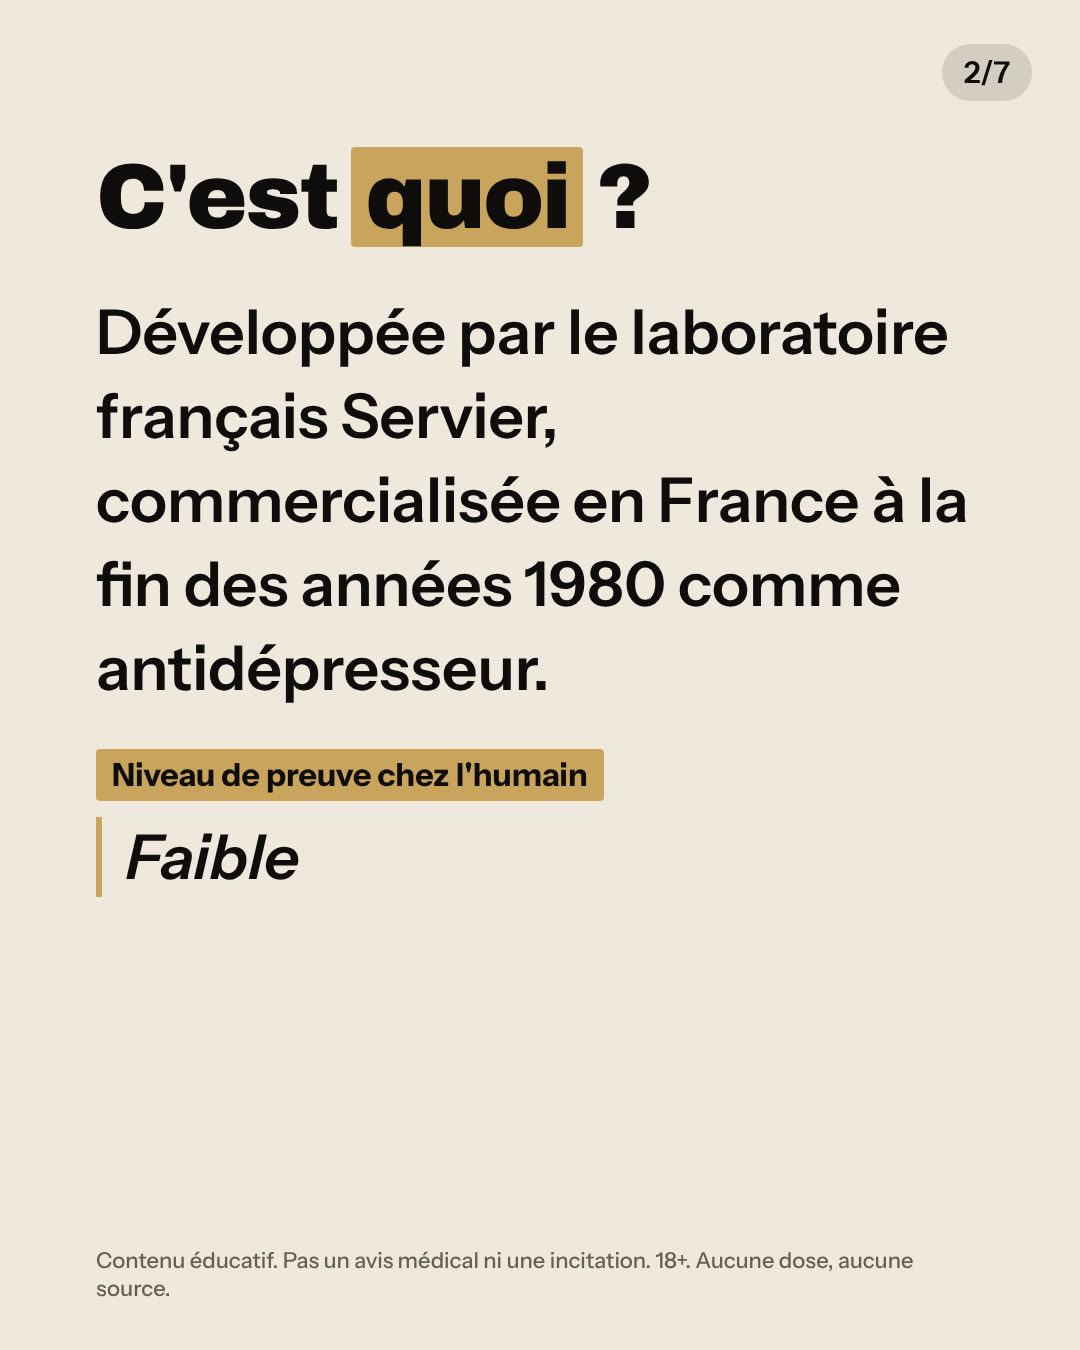 2/7
C'est quoi ?
Développée par le laboratoire
français Servier,
commercialisée en France à la
fin des années 1980 comme
antidépresseur.
Niveau de preuve chez l'humain
Faible
Contenu éducatif. Pas un avis médical ni une incitation. 18+. Aucune dose, aucune
source.